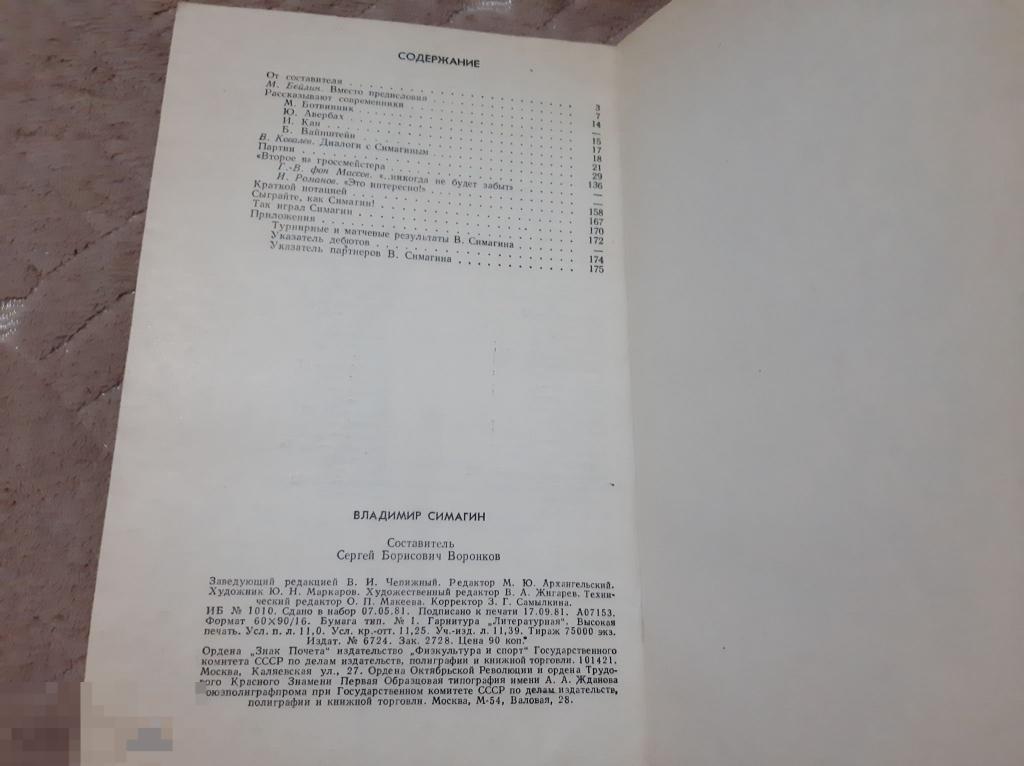 СОДЕРЖАНИЕ
От составителя . . . 3
М. Бейлин. Вместо предисловия . . . 7
Рассказывают современники . . . 14
М. Ботвинник . . . —
Ю. Авербах . . . 15
И. Кан . . . 17
Б. Вайнштейн . . . 18
В. Ковалев. Диалоги с Симагиным . . . 21
Партии . . . 29
«Второе я» гроссмейстера . . . 136
Г.-В. фон Массов. «..никогда не будет забыт» . . . —
И. Романов. «Это интересно!» . . . —
Краткой нотацией . . . 158
Сыграйте, как Симагин! . . . 167
Так играл Симагин . . . 170
Приложения . . . 172
Турнирные и матчевые результаты В. Симагина . . . —
Указатель дебютов . . . 174
Указатель партнеров В. Симагина . . . 175
ВЛАДИМИР СИМАГИН
Составитель
Сергей Борисович Воронков
Заведующий редакцией В. И. Чепижный. Редактор М. Ю. Архангельский.
Художник Ю. Н. Маркаров. Художественный редактор В. А. Жигарев. Техни-
ческий редактор О. П. Макеева. Корректор З. Г. Самылкина.
ИБ № 1010. Сдано в набор 07.05.81. Подписано к печати 17.09.81. А07153.
Формат 60×90/16. Бумага тип. № 1. Гарнитура „Литературная". Высокая
печать. Усл. п. л. 11,0. Усл. кр.-отт. 11,25. Уч.-изд. л. 11,39. Тираж 75000 экз.
Издат. № 6724. Зак. 2728. Цена 90 коп.
Ордена „Знак Почета" издательство „Физкультура и спорт" Государственного
комитета СССР по делам издательств, полиграфии и книжной торговли. 101421.
Москва, Каляевская ул., 27. Ордена Октябрьской Революции и ордена Трудо-
вого Красного Знамени Первая Образцовая типография имени А. А. Жданова
оюзполиграфпрома при Государственном комитете СССР по делам издательств,
полиграфии и книжной торговли. Москва, М-54, Валовая, 28.